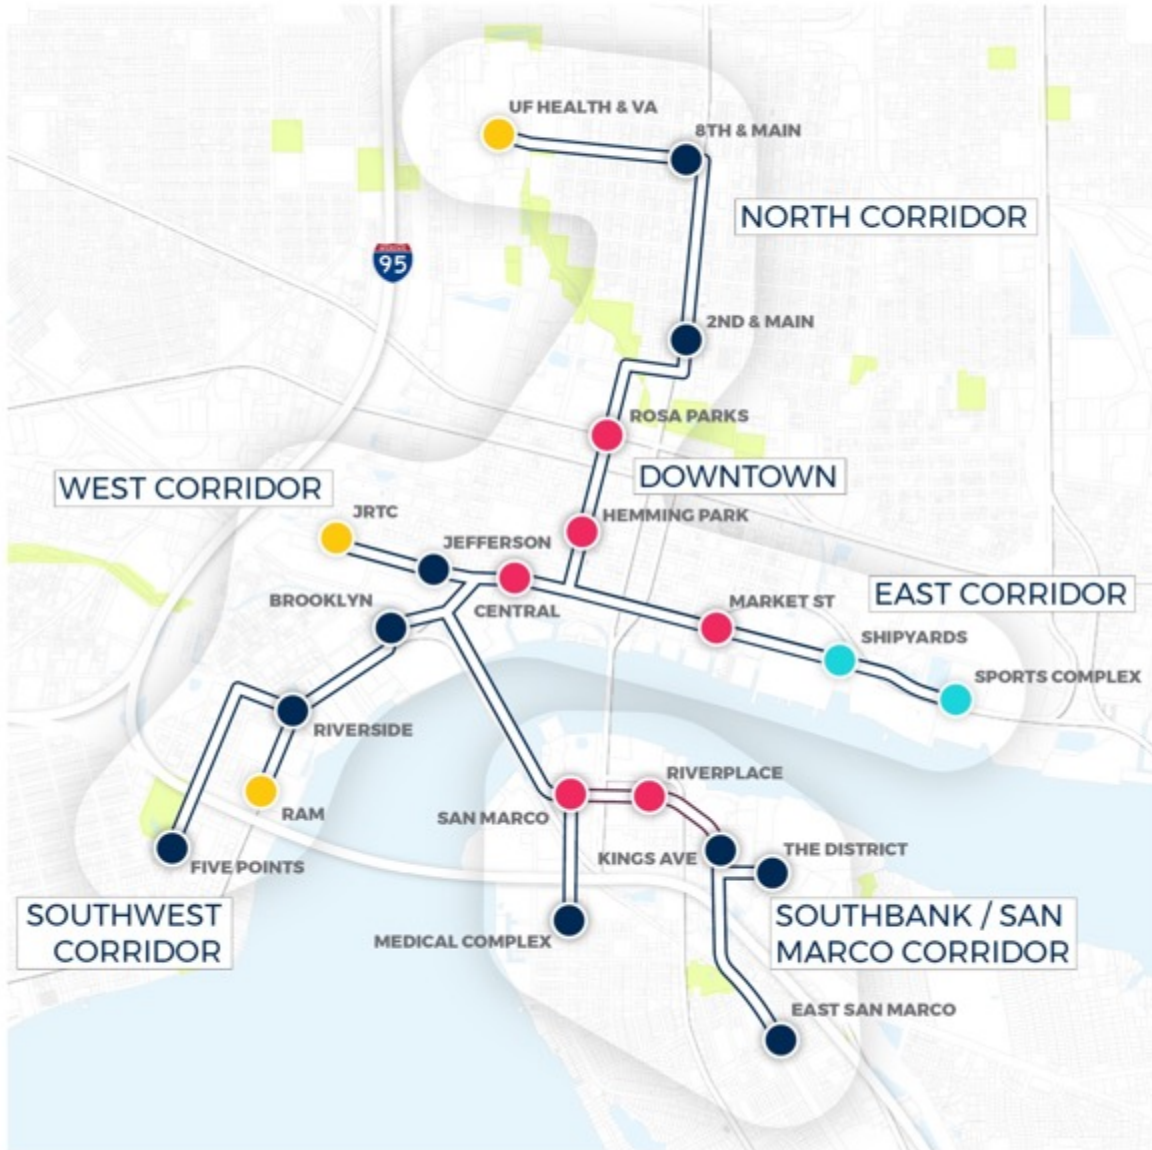 UF HEALTH & VA
8TH & MAIN
NORTH CORRIDOR
95
2ND & MAIN
ROSA PARKS
DOWNTOWN
WEST CORRIDOR
JRTC
HEMMING PARK
JEFFERSON
EAST CORRIDOR
BROOKLYN
CENTRAL
MARKET ST
SHIPYARDS
SPORTS COMPLEX
RIVERSIDE
RIVERPLACE
RAM
SAN MARCO
THE DISTRICT
KINGS AVE
FIVE POINTS
SOUTHWEST
CORRIDOR
SOUTHBANK / SAN
MARCO CORRIDOR
MEDICAL COMPLEX
EAST SAN MARCO